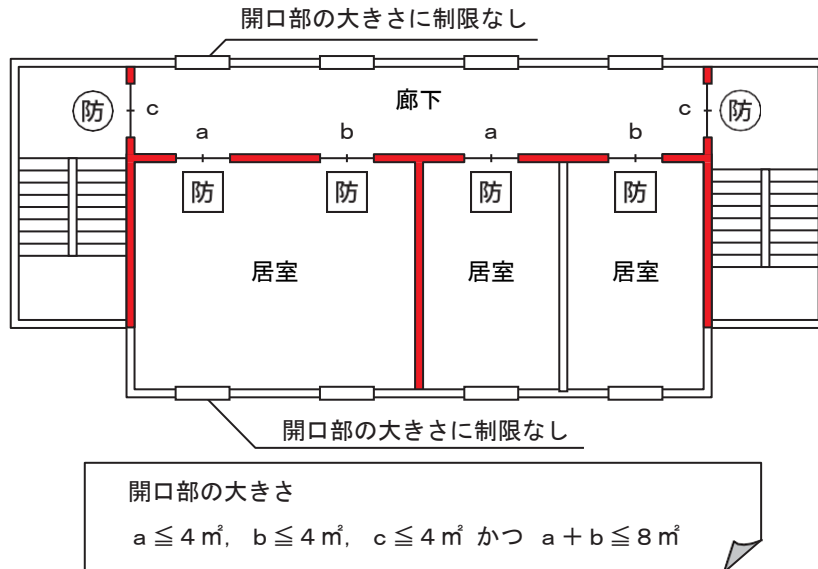 開口部の大きさに制限なし
廊下
防 c c 防
a b a b
防 防 防 防
居室 居室 居室
開口部の大きさに制限なし
開口部の大きさ
a≦4㎡, b≦4㎡, c≦4㎡ かつ a+b≦8㎡